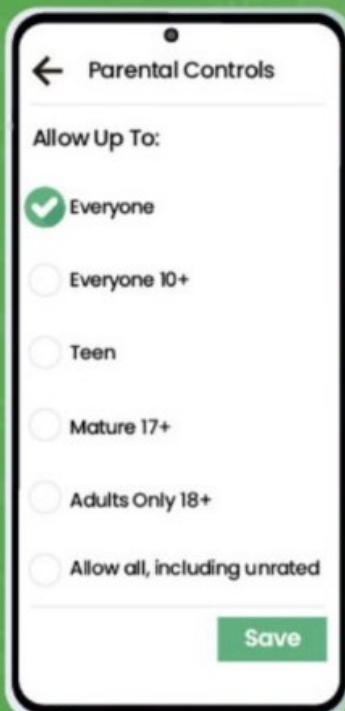 Parental Controls
Allow Up To:
Everyone
Everyone 10+
Teen
Mature 17+
Adults Only 18+
Allow all, including unrated
Save